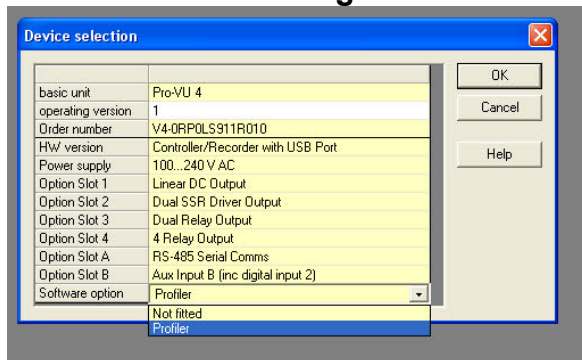 g
Device selection
OK
basic unit Pro-VU 4
operating version 1
Cancel
Order number V4-0RP0LS911R010
HW version Controller/Recorder with USB Port
Help
Power supply 100...240 V AC
Option Slot 1 Linear DC Output
Option Slot 2 Dual SSR Driver Output
Option Slot 3 Dual Relay Output
Option Slot 4 4 Relay Output
Option Slot A RS-485 Serial Comms
Option Slot B Aux Input B (inc digital input 2)
Software option Profiler
Not fitted
Profiler